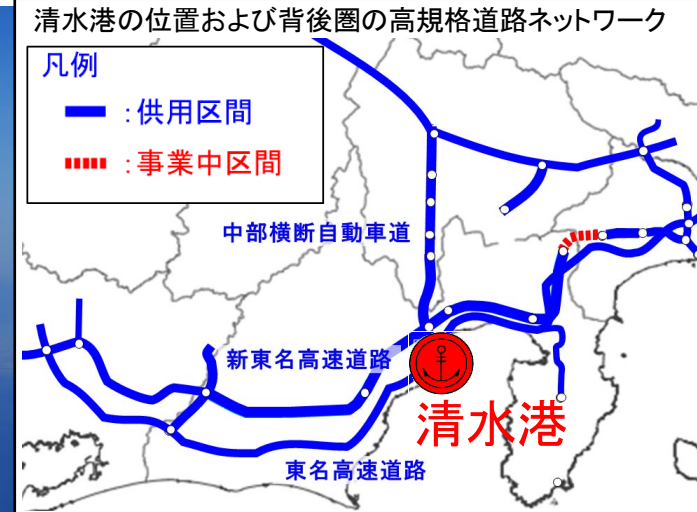 清水港の位置および背後圏の高規格道路ネットワーク
凡例
：供用区間
：事業中区間
中部横断自動車道
新東名高速道路
清水港
東名高速道路